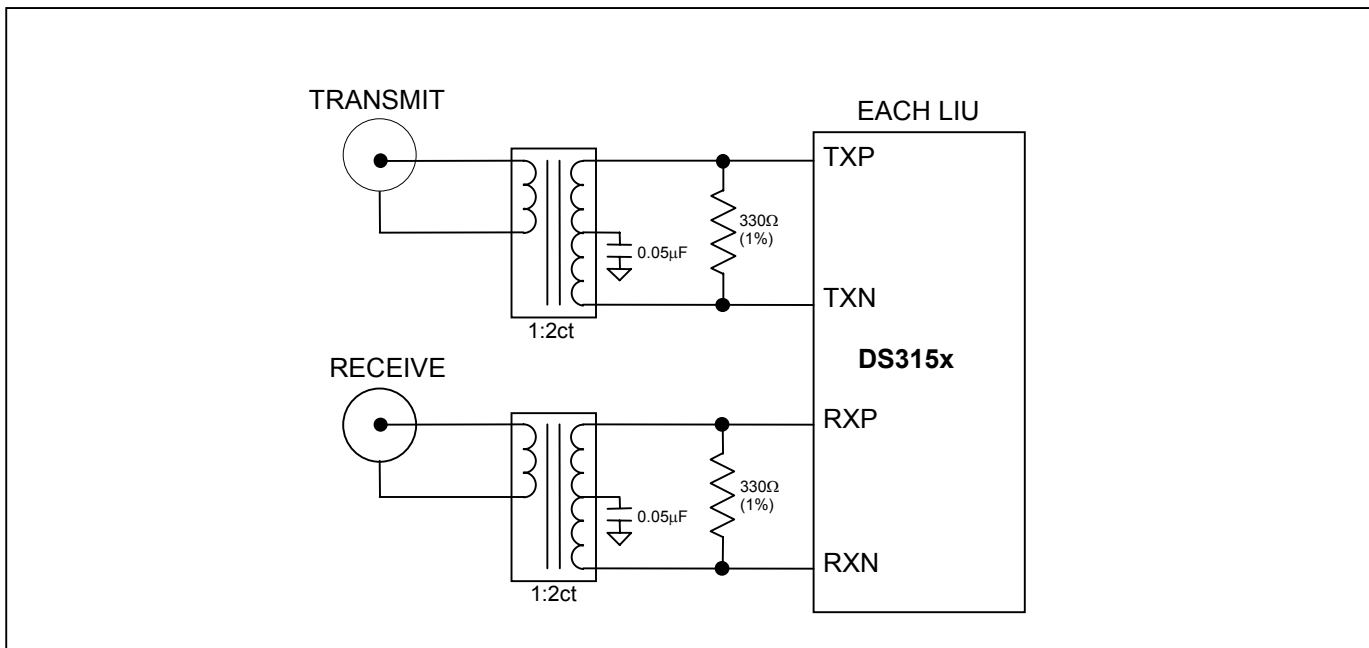 TRANSMIT
EACH LIU
TXP
330Ω
(1%)
0.05μF
TXN
1:2ct
DS315x
RECEIVE
RXP
330Ω
(1%)
0.05μF
RXN
1:2ct